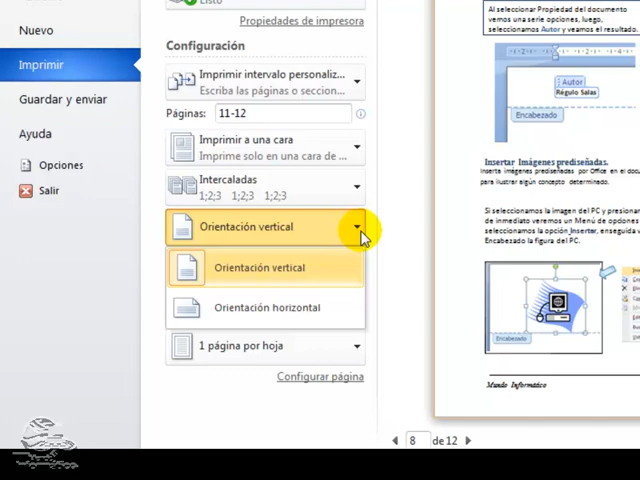 Listo
Propiedades de impresora
Nuevo
Configuración
Imprimir
Imprimir intervalo personaliz...
Escriba las páginas o seccion...
Guardar y enviar
Páginas: 11-12
Ayuda
Imprimir a una cara
Imprime solo en una cara de ...
Opciones
Intercaladas
1;2;3 1;2;3 1;2;3
Salir
Orientación vertical
Orientación vertical
Orientación horizontal
1 página por hoja
Configurar página
Al seleccionar Propiedad del documento
vemos una serie opciones, luego,
seleccionamos Autor y veamos el resultado.
Autor
Régulo Salas
Encabezado
Insertar Imágenes prediseñadas.
Inserta imágenes prediseñadas por Office en el docu
para ilustrar algún concepto determinado.
Si seleccionamos la imagen del PC y presionar
de inmediato veremos un Menú de opciones
seleccionamos la opción Insertar, enseguida v
Encabezado la figura del PC.
Encabezado
Mundo Informático
8 de 12